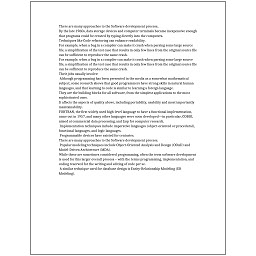 There are many approaches to the Software development process.
By the late 1960s, data storage devices and computer terminals became inexpensive enough
that programs could be created by typing directly into the computers.
Techniques like Code refactoring can enhance readability.
For example, when a bug in a compiler can make it crash when parsing some large source
file, a simplification of the test case that results in only few lines from the original source file
can be sufficient to reproduce the same crash.
For example, when a bug in a compiler can make it crash when parsing some large source
file, a simplification of the test case that results in only few lines from the original source file
can be sufficient to reproduce the same crash.
Their jobs usually involve:
Although programming has been presented in the media as a somewhat mathematical
subject, some research shows that good programmers have strong skills in natural human
languages, and that learning to code is similar to learning a foreign language.
They are the building blocks for all software, from the simplest applications to the most
sophisticated ones.
It affects the aspects of quality above, including portability, usability and most importantly
maintainability.
FORTRAN, the first widely used high-level language to have a functional implementation,
came out in 1957, and many other languages were soon developed—in particular, COBOL
aimed at commercial data processing, and Lisp for computer research.
Implementation techniques include imperative languages (object-oriented or procedural),
functional languages, and logic languages.
Programmable devices have existed for centuries.
There are many approaches to the Software development process.
Popular modeling techniques include Object-Oriented Analysis and Design (OOAD) and
Model-Driven Architecture (MDA).
While these are sometimes considered programming, often the term software development
is used for this larger overall process – with the terms programming, implementation, and
coding reserved for the writing and editing of code per se.
A similar technique used for database design is Entity-Relationship Modeling (ER
Modeling).